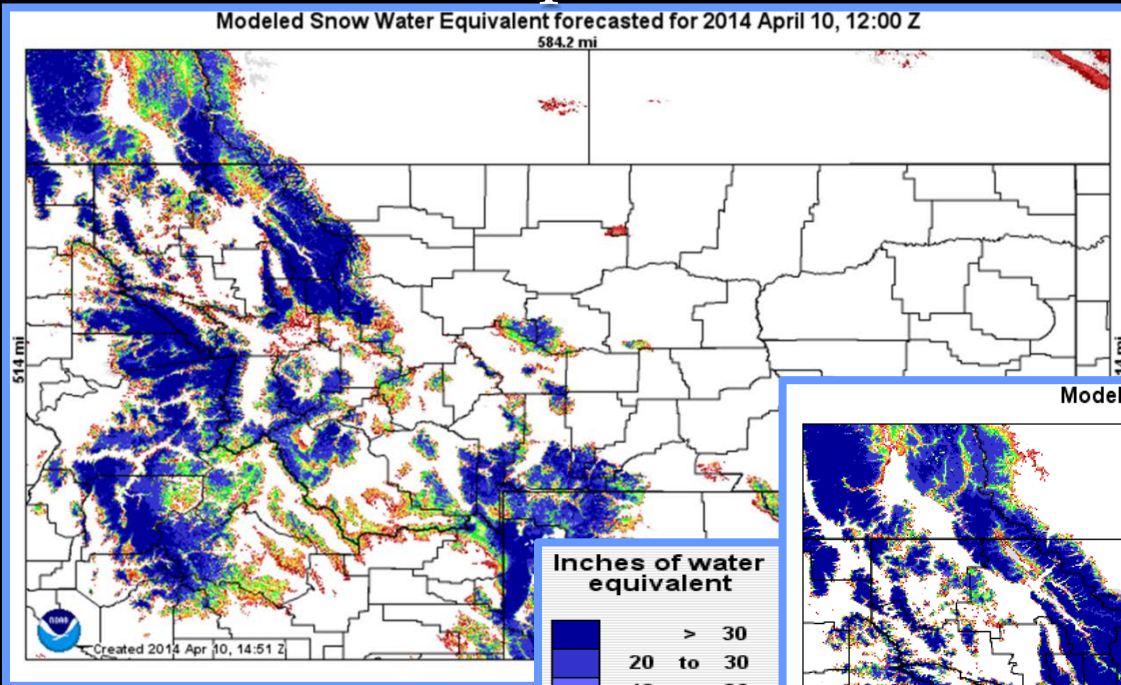 Modeled Snow Water Equivalent forecasted for 2014 April 10, 12:00 Z
584.2 mi
514 mi
Inches of water
equivalent
> 30
20 to 30
Created 2014 Apr 10, 14:51 Z
noaa